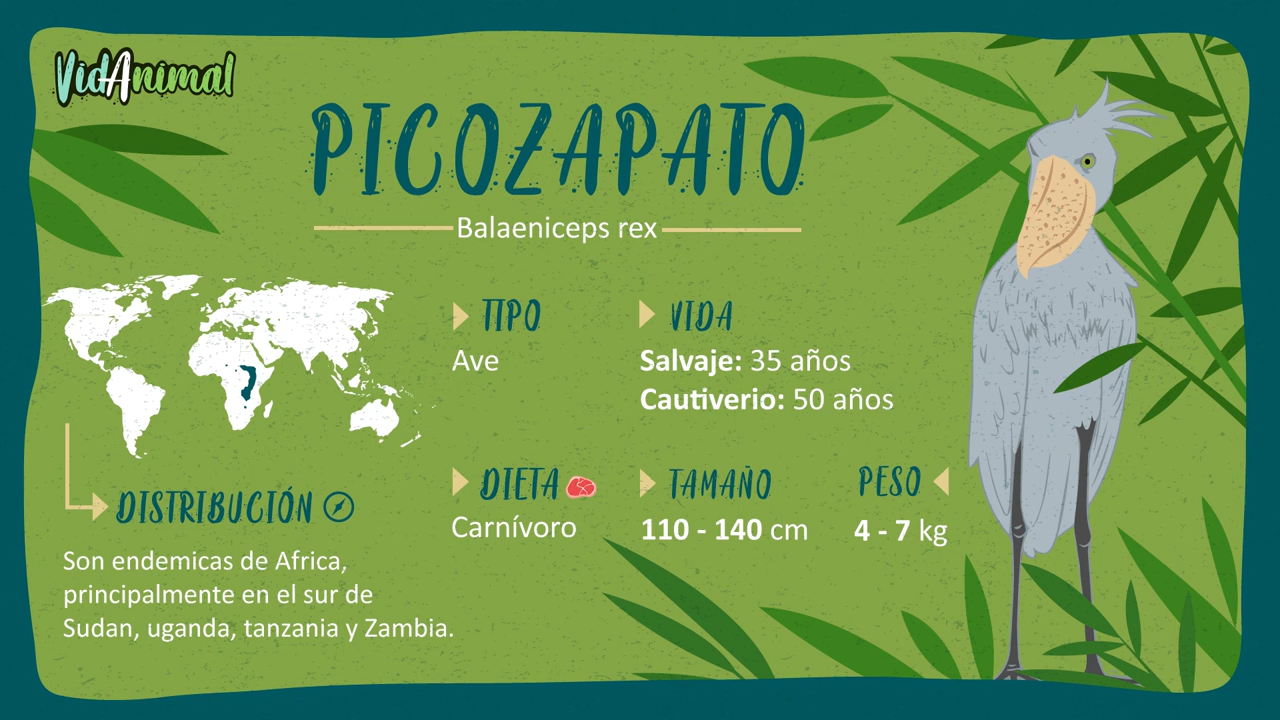 VidAnimal
PICOZAPATO
Balaeniceps rex
TIPO
Ave
VIDA
Salvaje: 35 años
Cautiverio: 50 años
DIETA
Carnívoro
TAMAÑO
110 - 140 cm
PESO
4 - 7 kg
DISTRIBUCIÓN
Son endemicas de Africa,
principalmente en el sur de
Sudan, uganda, tanzania y Zambia.